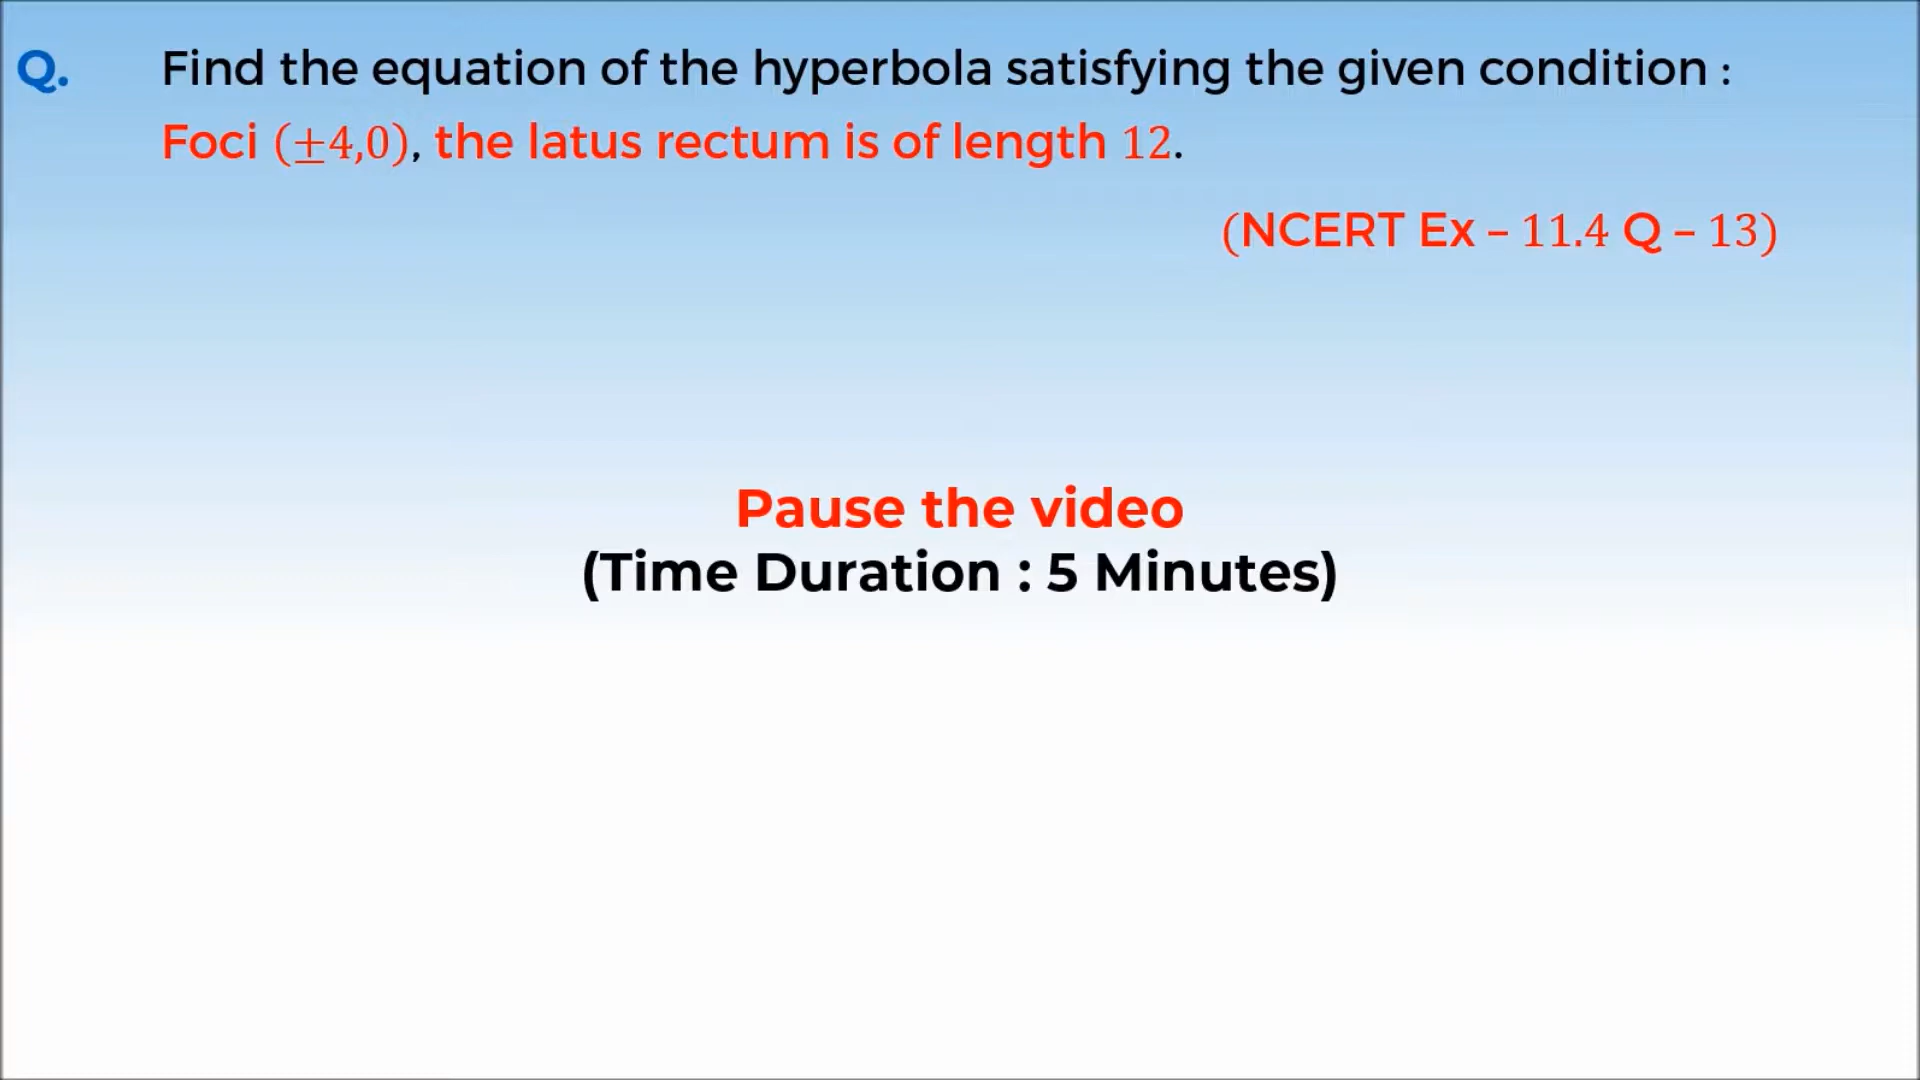 Q. Find the equation of the hyperbola satisfying the given condition :
Foci (±4,0), the latus rectum is of length 12.
(NCERT Ex – 11.4 Q – 13)
Pause the video
(Time Duration : 5 Minutes)